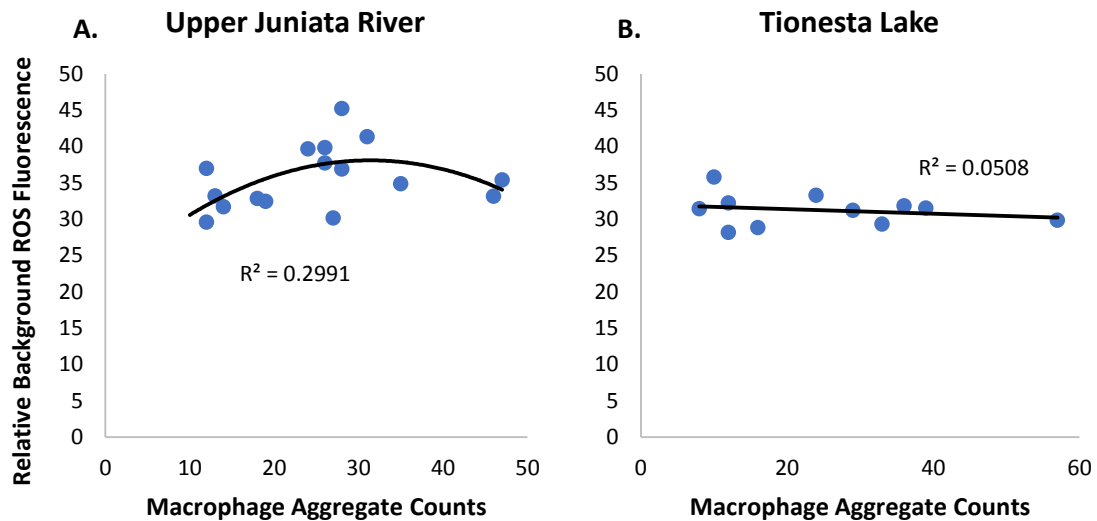 A.
Upper Juniata River
B.
Tionesta Lake
Relative Background ROS Fluorescence
50
45
40
35
30
25
20
15
10
5
0
R² = 0.2991
0 10 20 30 40 50
Macrophage Aggregate Counts
50
45
40
35
30
25
20
15
10
5
0
R² = 0.0508
0 20 40 60
Macrophage Aggregate Counts